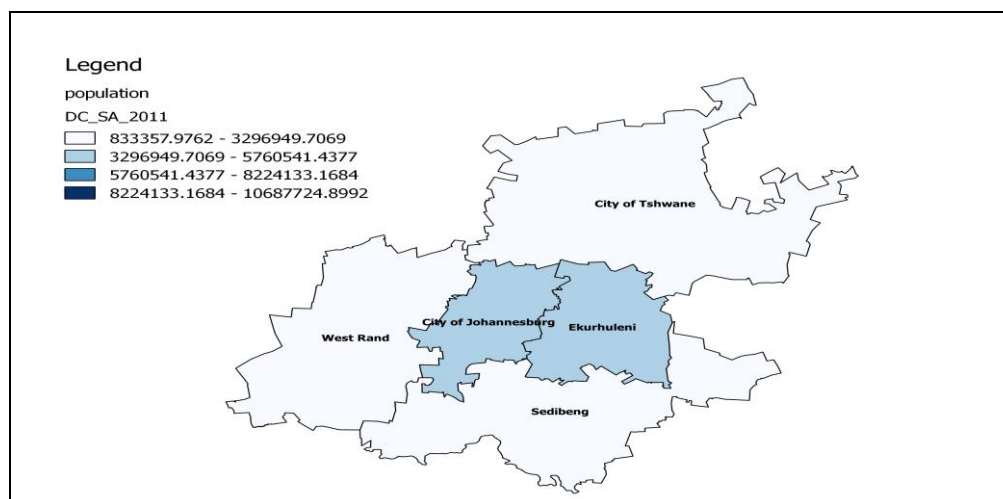 Legend
population
DC_SA_2011
833357.9762 - 3296949.7069
3296949.7069 - 5760541.4377
5760541.4377 - 8224133.1684
8224133.1684 - 10687724.8992
City of Tshwane
City of Johannesburg
Ekurhuleni
West Rand
Sedibeng